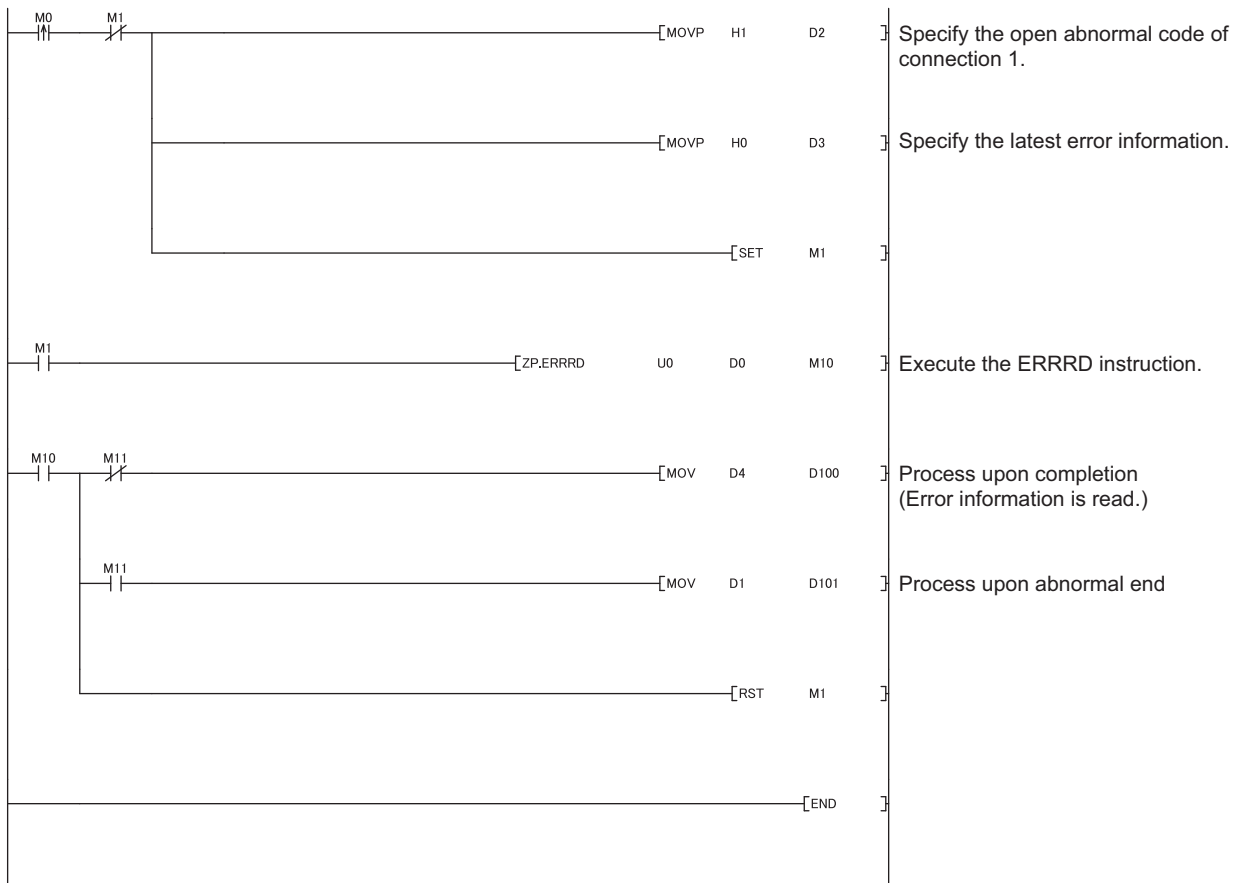 M0 M1
[MOVP H1 D2 ] Specify the open abnormal code of
connection 1.
[MOVP H0 D3 ] Specify the latest error information.
[SET M1 ]
M1
[ZP.ERRRD U0 D0 M10 ] Execute the ERRRD instruction.
M10 M11
[MOV D4 D100 ] Process upon completion
(Error information is read.)
M11
[MOV D1 D101 ] Process upon abnormal end
[RST M1 ]
[END ]